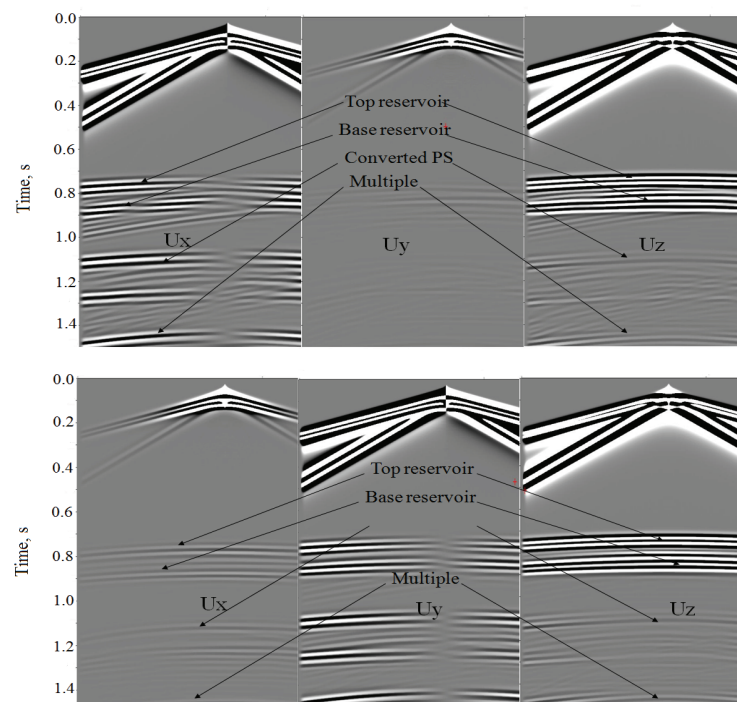 0.0
0.2
0.4
0.6
0.8
1.0
1.2
1.4
Time, s
Top reservoir
Base reservoir
Converted PS
Multiple
Ux
Uy
Uz
0.0
0.2
0.4
0.6
0.8
1.0
1.2
1.4
Time, s
Top reservoir
Base reservoir
Multiple
Ux
Uy
Uz